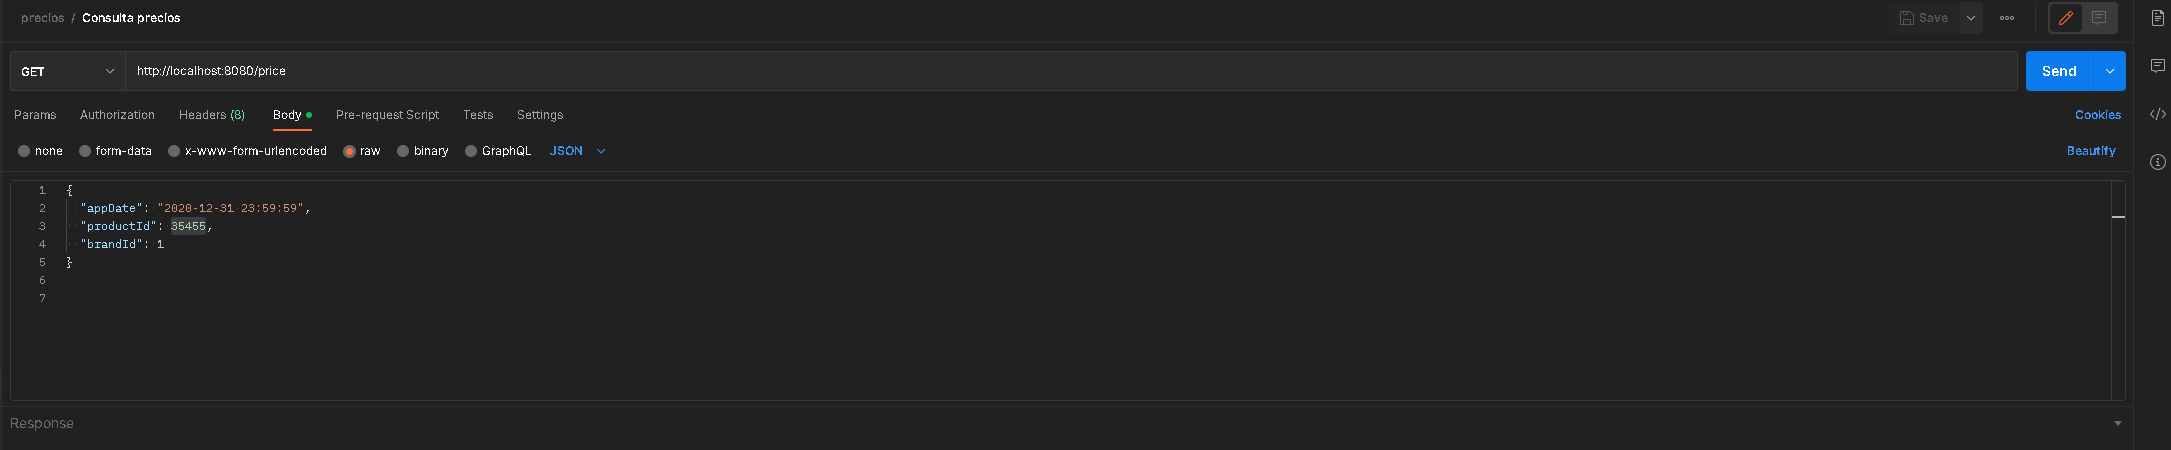 precios / Consulta precios
Save
GET http://localhost:8080/price Send
Params Authorization Headers (8) Body Pre-request Script Tests Settings Cookies
none form-data x-www-form-urlencoded raw binary GraphQL JSON Beautify
1 {
2 "appDate": "2020-12-31 23:59:59",
3 "productId": 35455,
4 "brandId": 1
5 }
6
7
Response